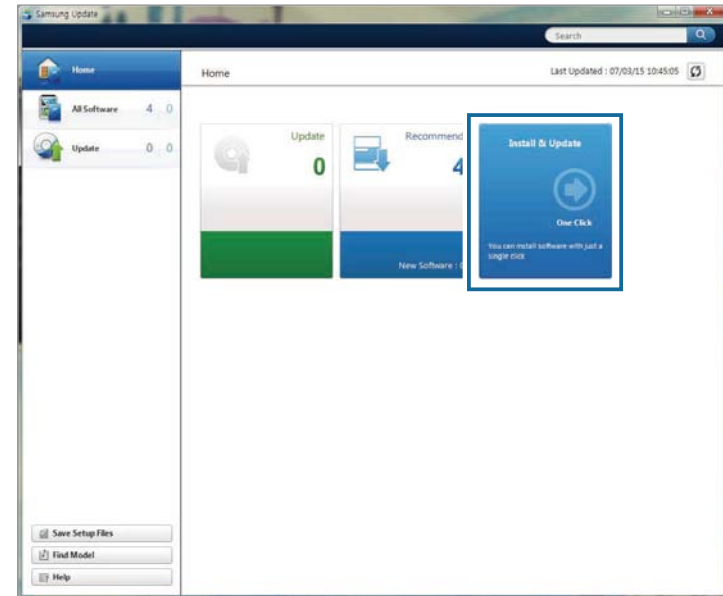 Samsung Update
Search
Home
All Software 4 0
Update 0 0
Home
Last Updated : 07/03/15 10:45:05
Update
0
Recommend
4
New Software :
Install & Update
One Click
You can install software with just a
single click
Save Setup Files
Find Model
Help